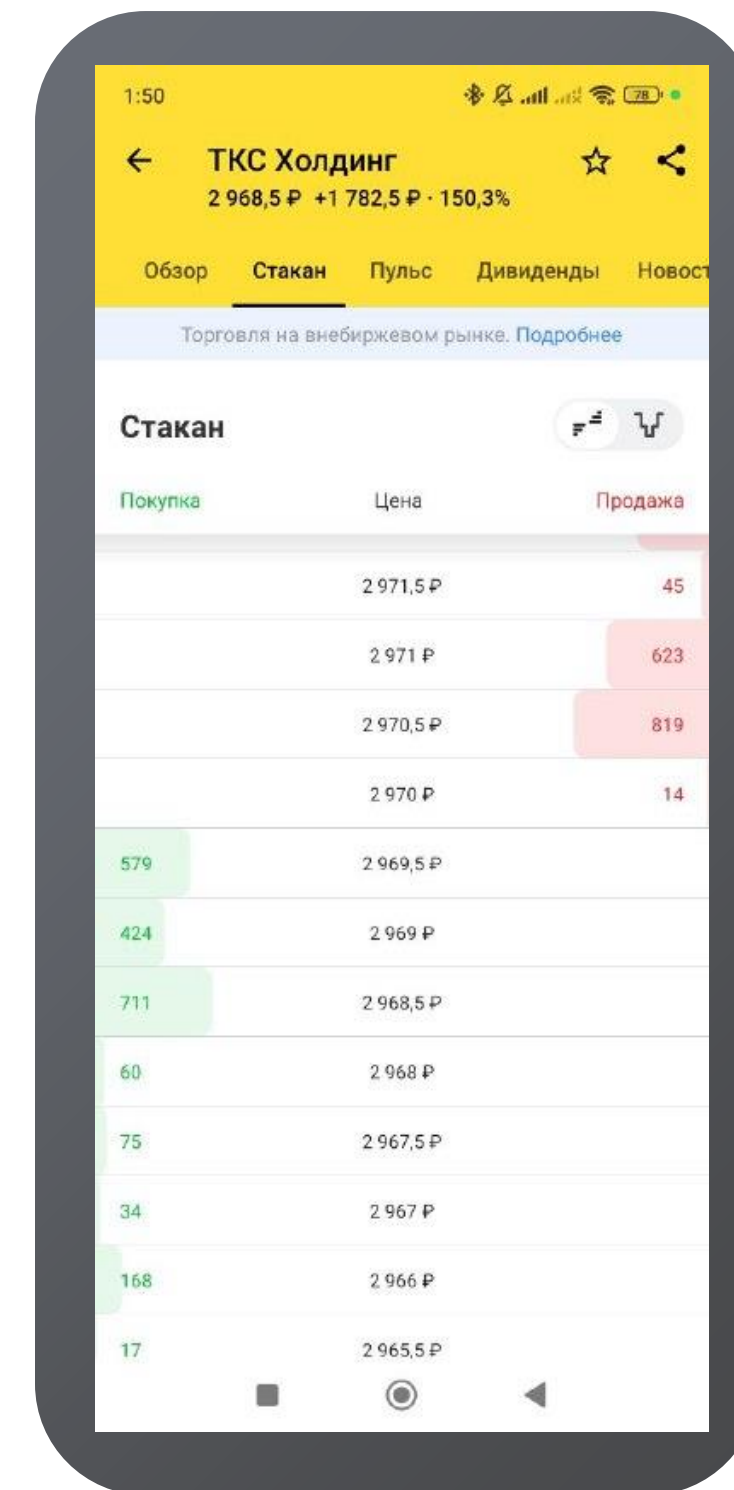 1:50
78
ТКС Холдинг
2 968,5 ₽ +1 782,5 ₽ · 150,3%
Обзор Стакан Пульс Дивиденды Новост
Торговля на внебиржевом рынке. Подробнее
Стакан
Покупка Цена Продажа
2 971,5 ₽ 45
2 971 ₽ 623
2 970,5 ₽ 819
2 970 ₽ 14
579 2 969,5 ₽
424 2 969 ₽
711 2 968,5 ₽
60 2 968 ₽
75 2 967,5 ₽
34 2 967 ₽
168 2 966 ₽
17 2 965,5 ₽